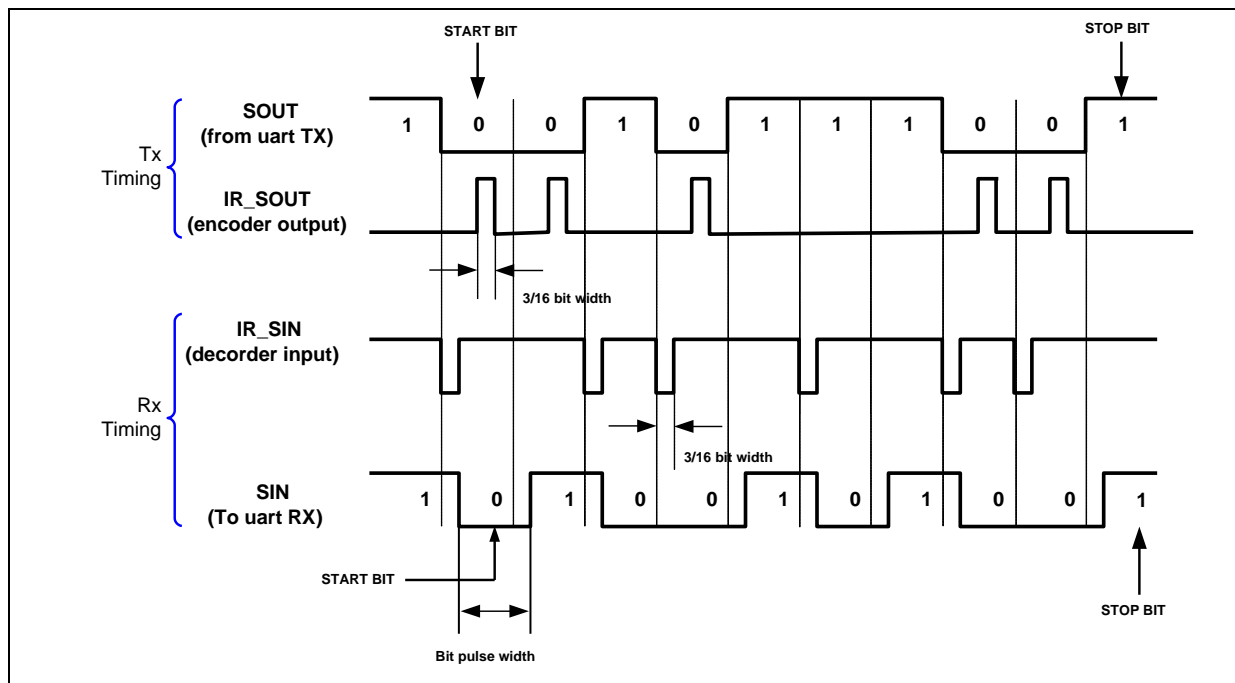 START BIT
STOP BIT
SOUT
(from uart TX)
1 0 0 1 0 1 1 1 0 0 1
Tx
Timing
IR_SOUT
(encoder output)
3/16 bit width
IR_SIN
(decorder input)
Rx
Timing
3/16 bit width
SIN
(To uart RX)
1 0 1 0 0 1 0 1 0 0 1
START BIT
STOP BIT
Bit pulse width